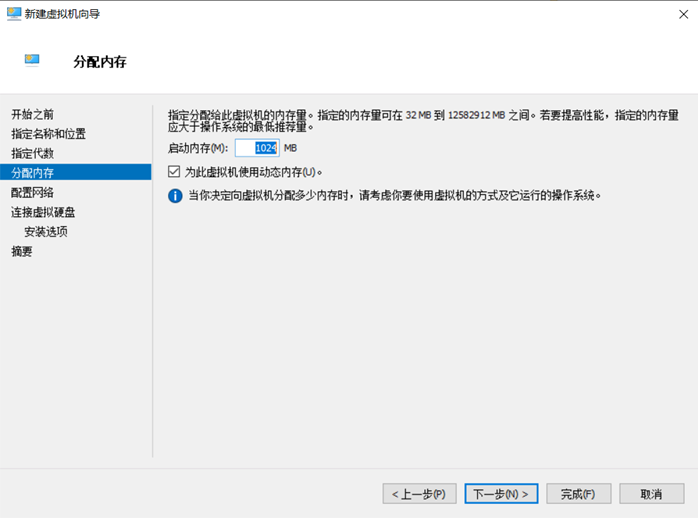 新建虚拟机向导
分配内存
开始之前
指定名称和位置
指定代数
分配内存
配置网络
连接虚拟硬盘
安装选项
摘要
指定分配给此虚拟机的内存量。指定的内存量可在 32 MB 到 12582912 MB 之间。若要提高性能，指定的内存量
应大于操作系统的最低推荐量。
启动内存(M): 1024 MB
为此虚拟机使用动态内存(U)。
当你决定向虚拟机分配多少内存时，请考虑你要使用虚拟机的方式及它运行的操作系统。
< 上一步(P) 下一步(N) > 完成(F) 取消